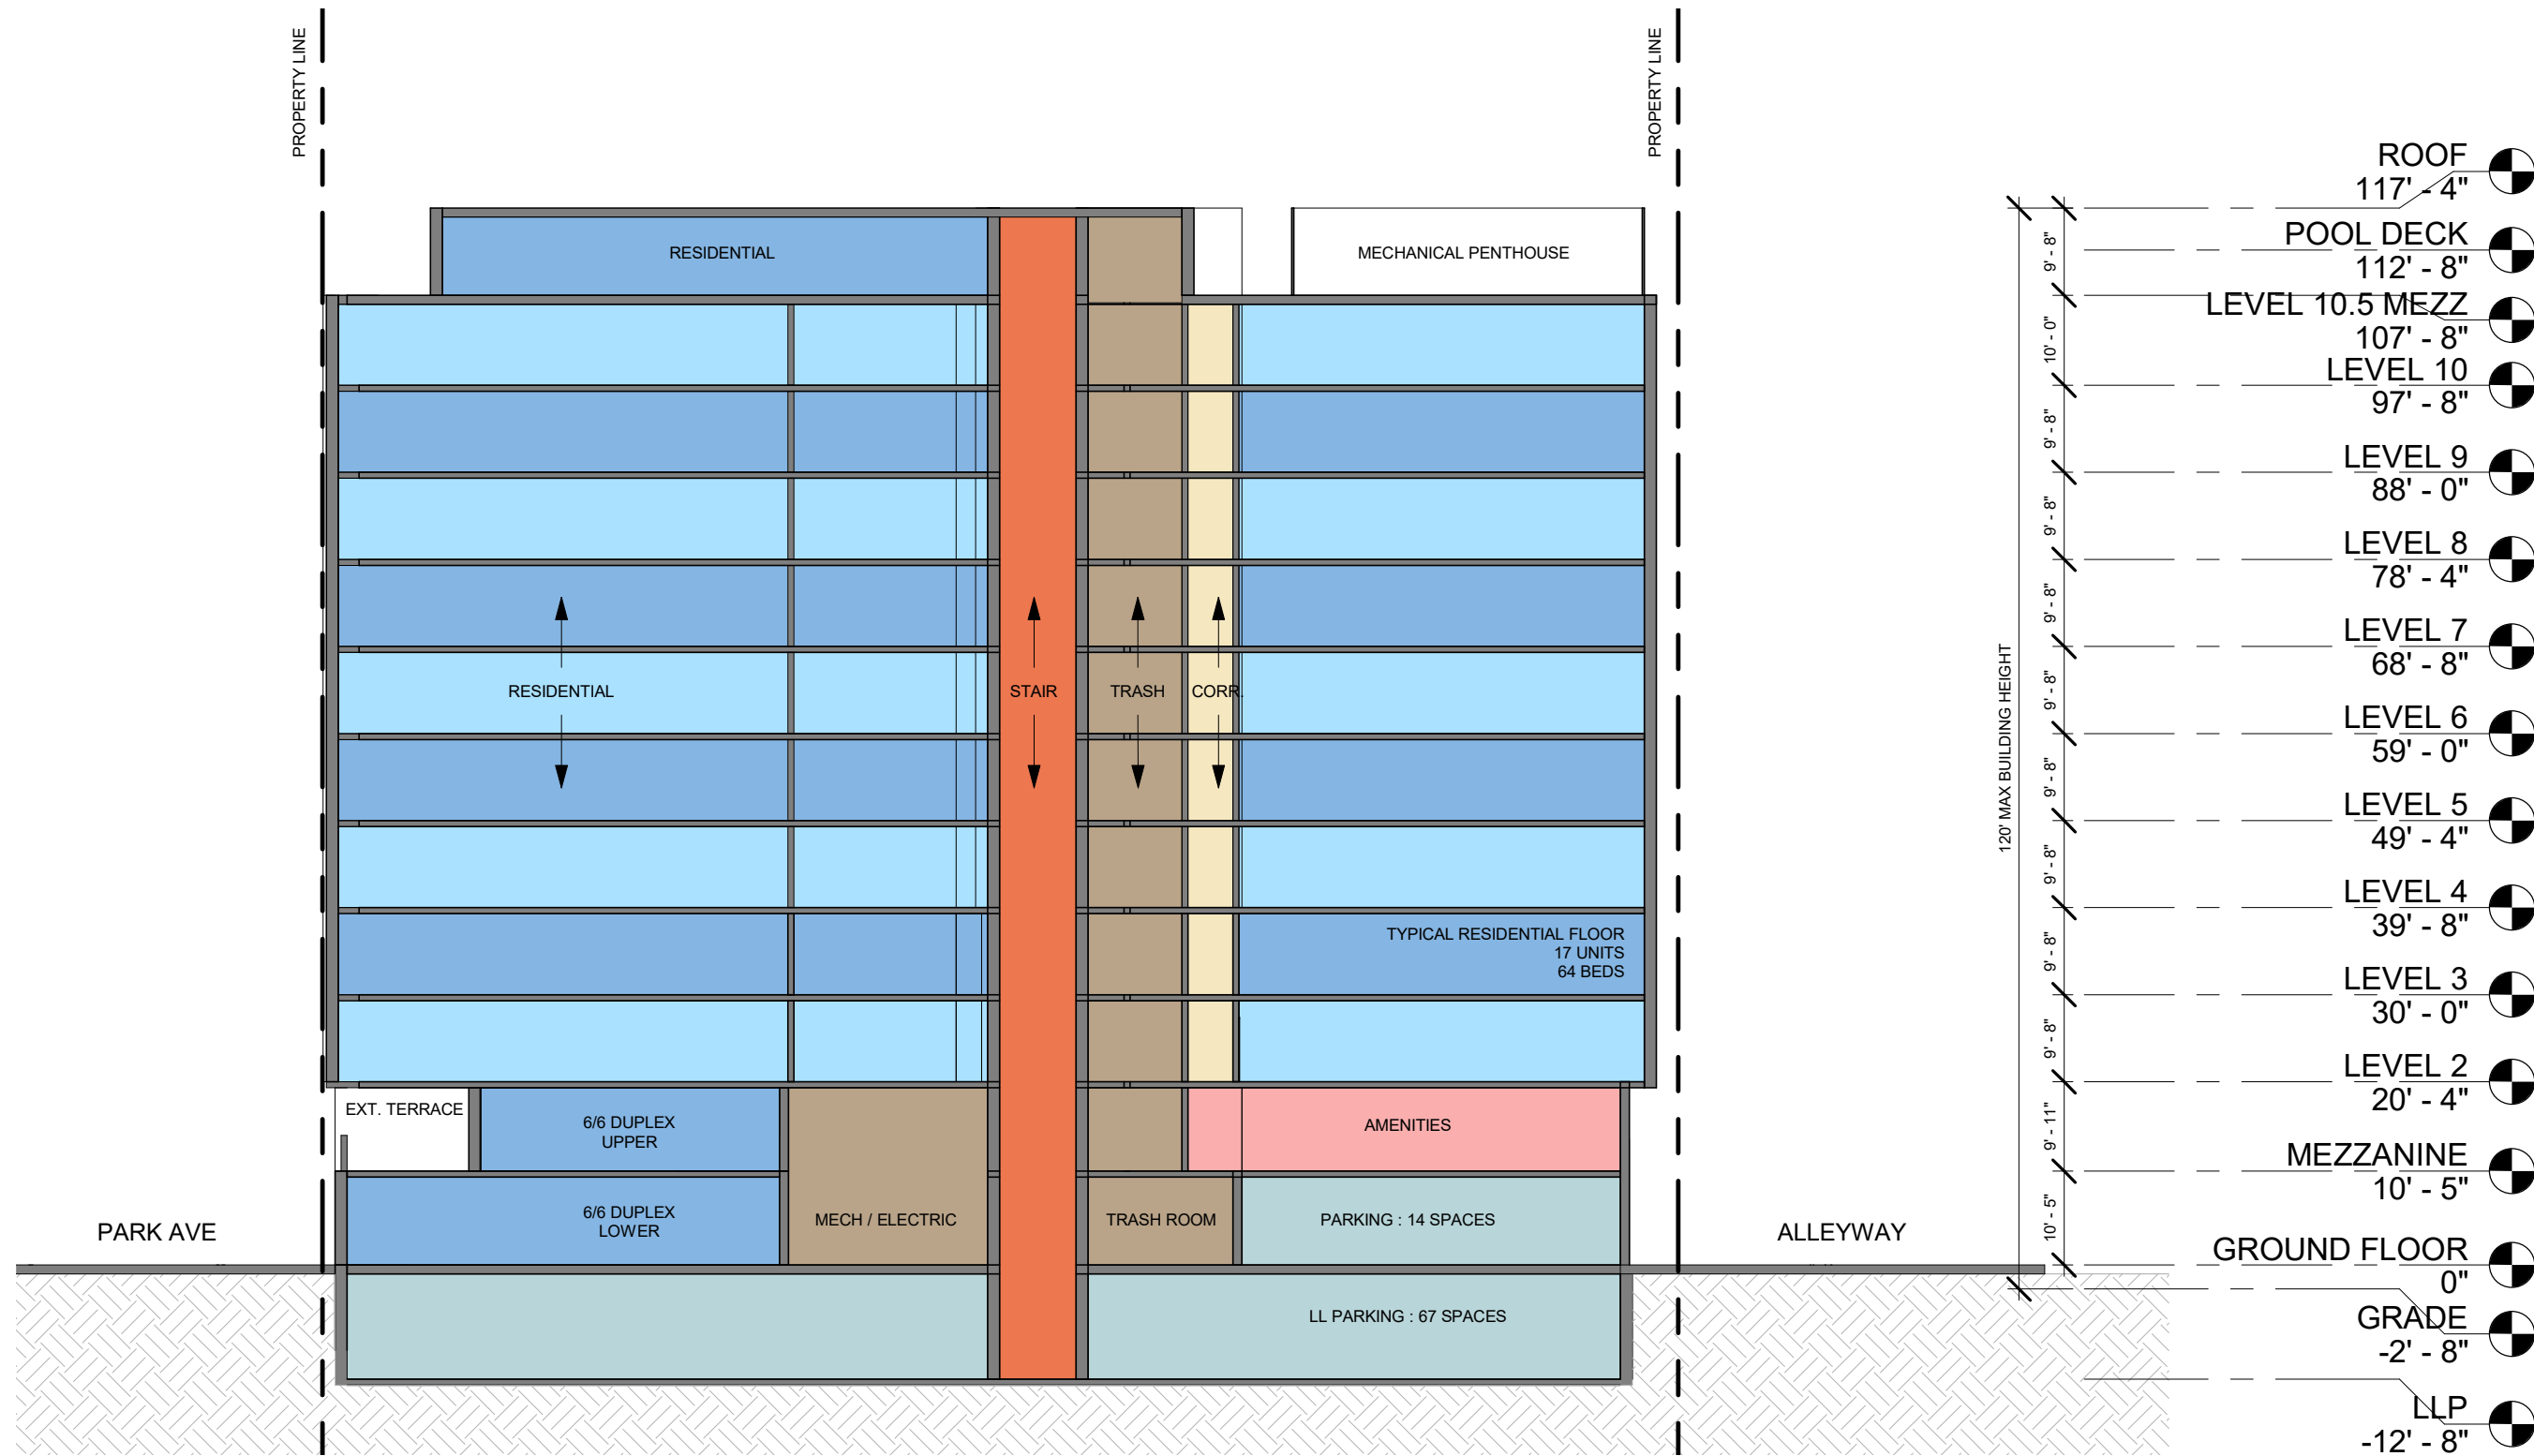 PROPERTY LINE
PROPERTY LINE
RESIDENTIAL
MECHANICAL PENTHOUSE
RESIDENTIAL
STAIR
TRASH
CORR.
TYPICAL RESIDENTIAL FLOOR
17 UNITS
64 BEDS
EXT. TERRACE
6/6 DUPLEX
UPPER
AMENITIES
6/6 DUPLEX
LOWER
MECH / ELECTRIC
TRASH ROOM
PARKING : 14 SPACES
PARK AVE
ALLEYWAY
LL PARKING : 67 SPACES
120' MAX BUILDING HEIGHT
9' - 8"
10' - 0"
9' - 8"
9' - 8"
9' - 8"
9' - 8"
9' - 8"
9' - 8"
9' - 8"
9' - 8"
9' - 11"
10' - 5"
ROOF
117' - 4"
POOL DECK
112' - 8"
LEVEL 10.5 MEZZ
107' - 8"
LEVEL 10
97' - 8"
LEVEL 9
88' - 0"
LEVEL 8
78' - 4"
LEVEL 7
68' - 8"
LEVEL 6
59' - 0"
LEVEL 5
49' - 4"
LEVEL 4
39' - 8"
LEVEL 3
30' - 0"
LEVEL 2
20' - 4"
MEZZANINE
10' - 5"
GROUND FLOOR
0"
GRADE
-2' - 8"
LLP
-12' - 8"